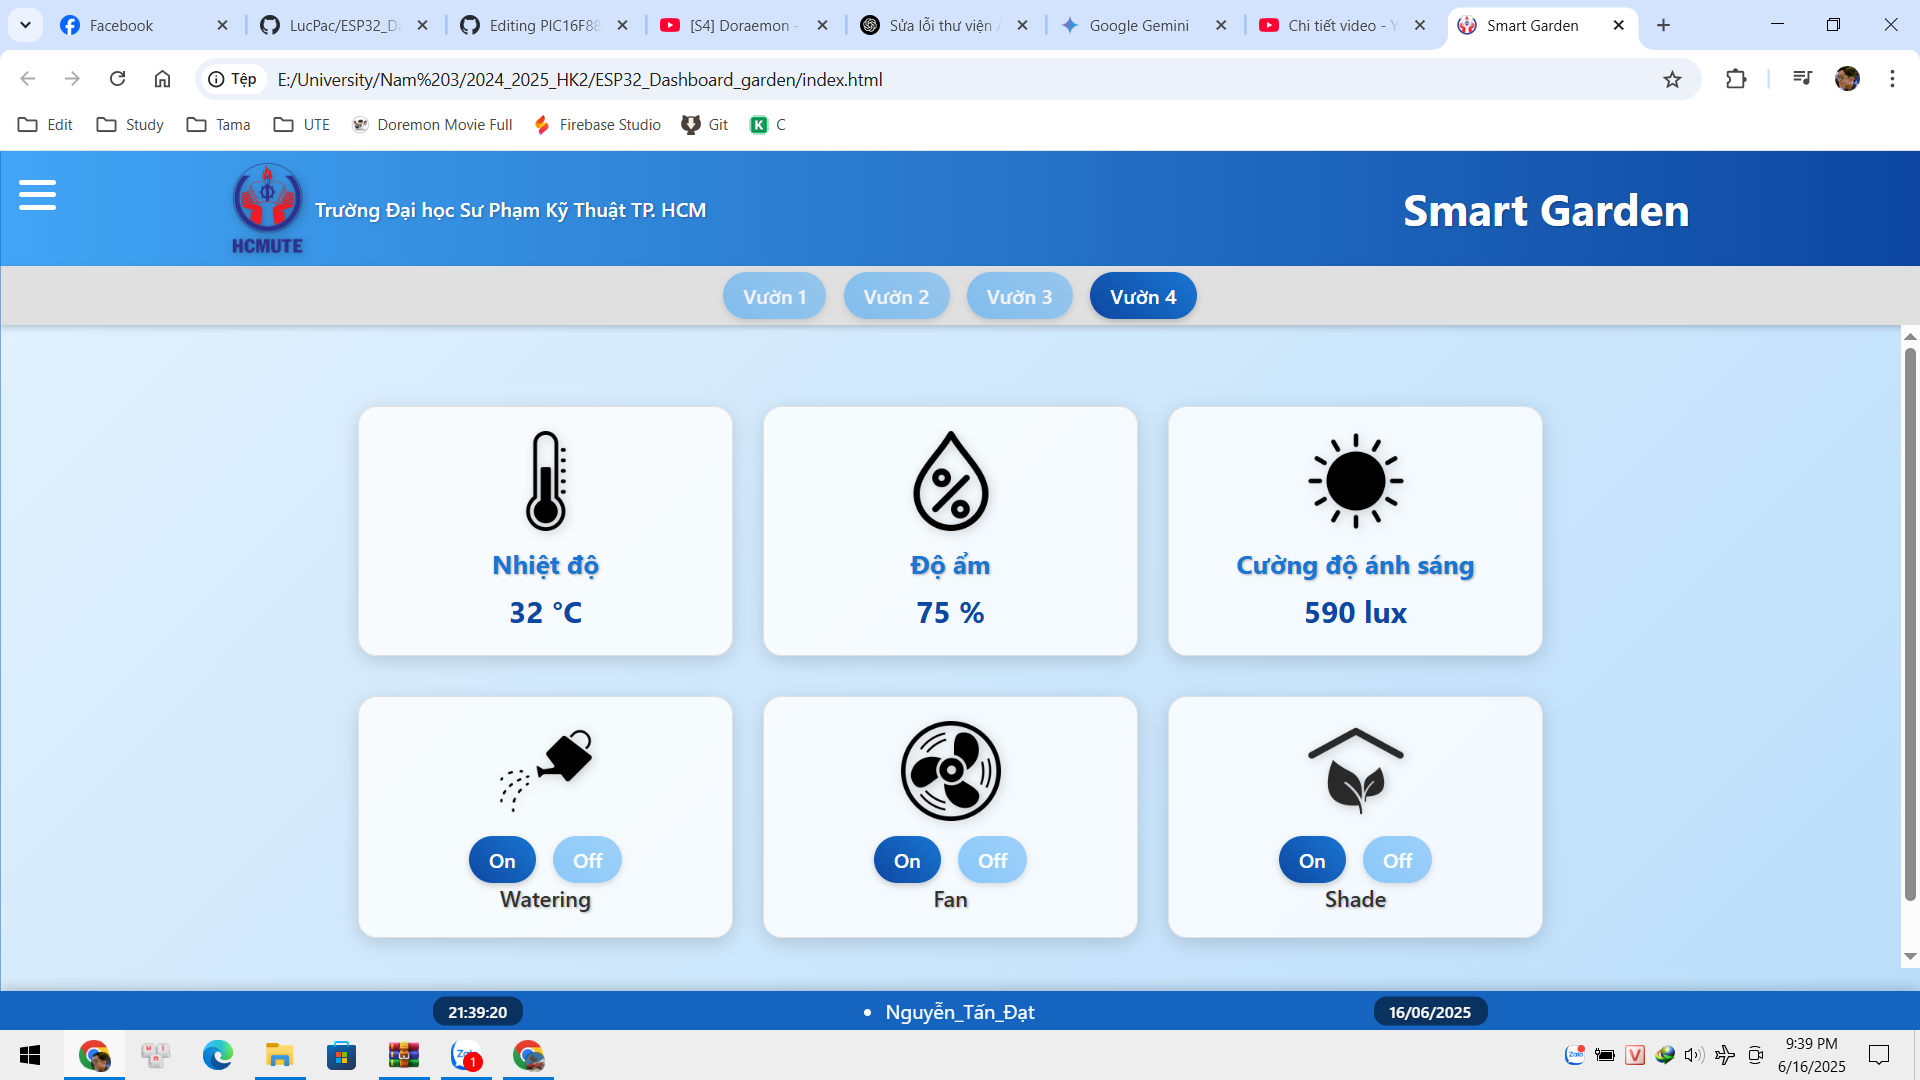 Facebook
LucPac/ESP32_Da
Editing PIC16F88
[S4] Doraemon -
Sửa lỗi thư viện A
Google Gemini
Chi tiết video - Y
Smart Garden
Tệp
E:/University/Nam%203/2024_2025_HK2/ESP32_Dashboard_garden/index.html
Edit
Study
Tama
UTE
Doremon Movie Full
Firebase Studio
Git
K
C
HCMUTE
Trường Đại học Sư Phạm Kỹ Thuật TP. HCM
Smart Garden
Vườn 1
Vườn 2
Vườn 3
Vườn 4
Nhiệt độ
32 °C
Độ ẩm
75 %
Cường độ ánh sáng
590 lux
On
Off
Watering
On
Off
Fan
On
Off
Shade
21:39:20
• Nguyễn_Tấn_Đạt
16/06/2025
1
Zalo
V
9:39 PM
6/16/2025